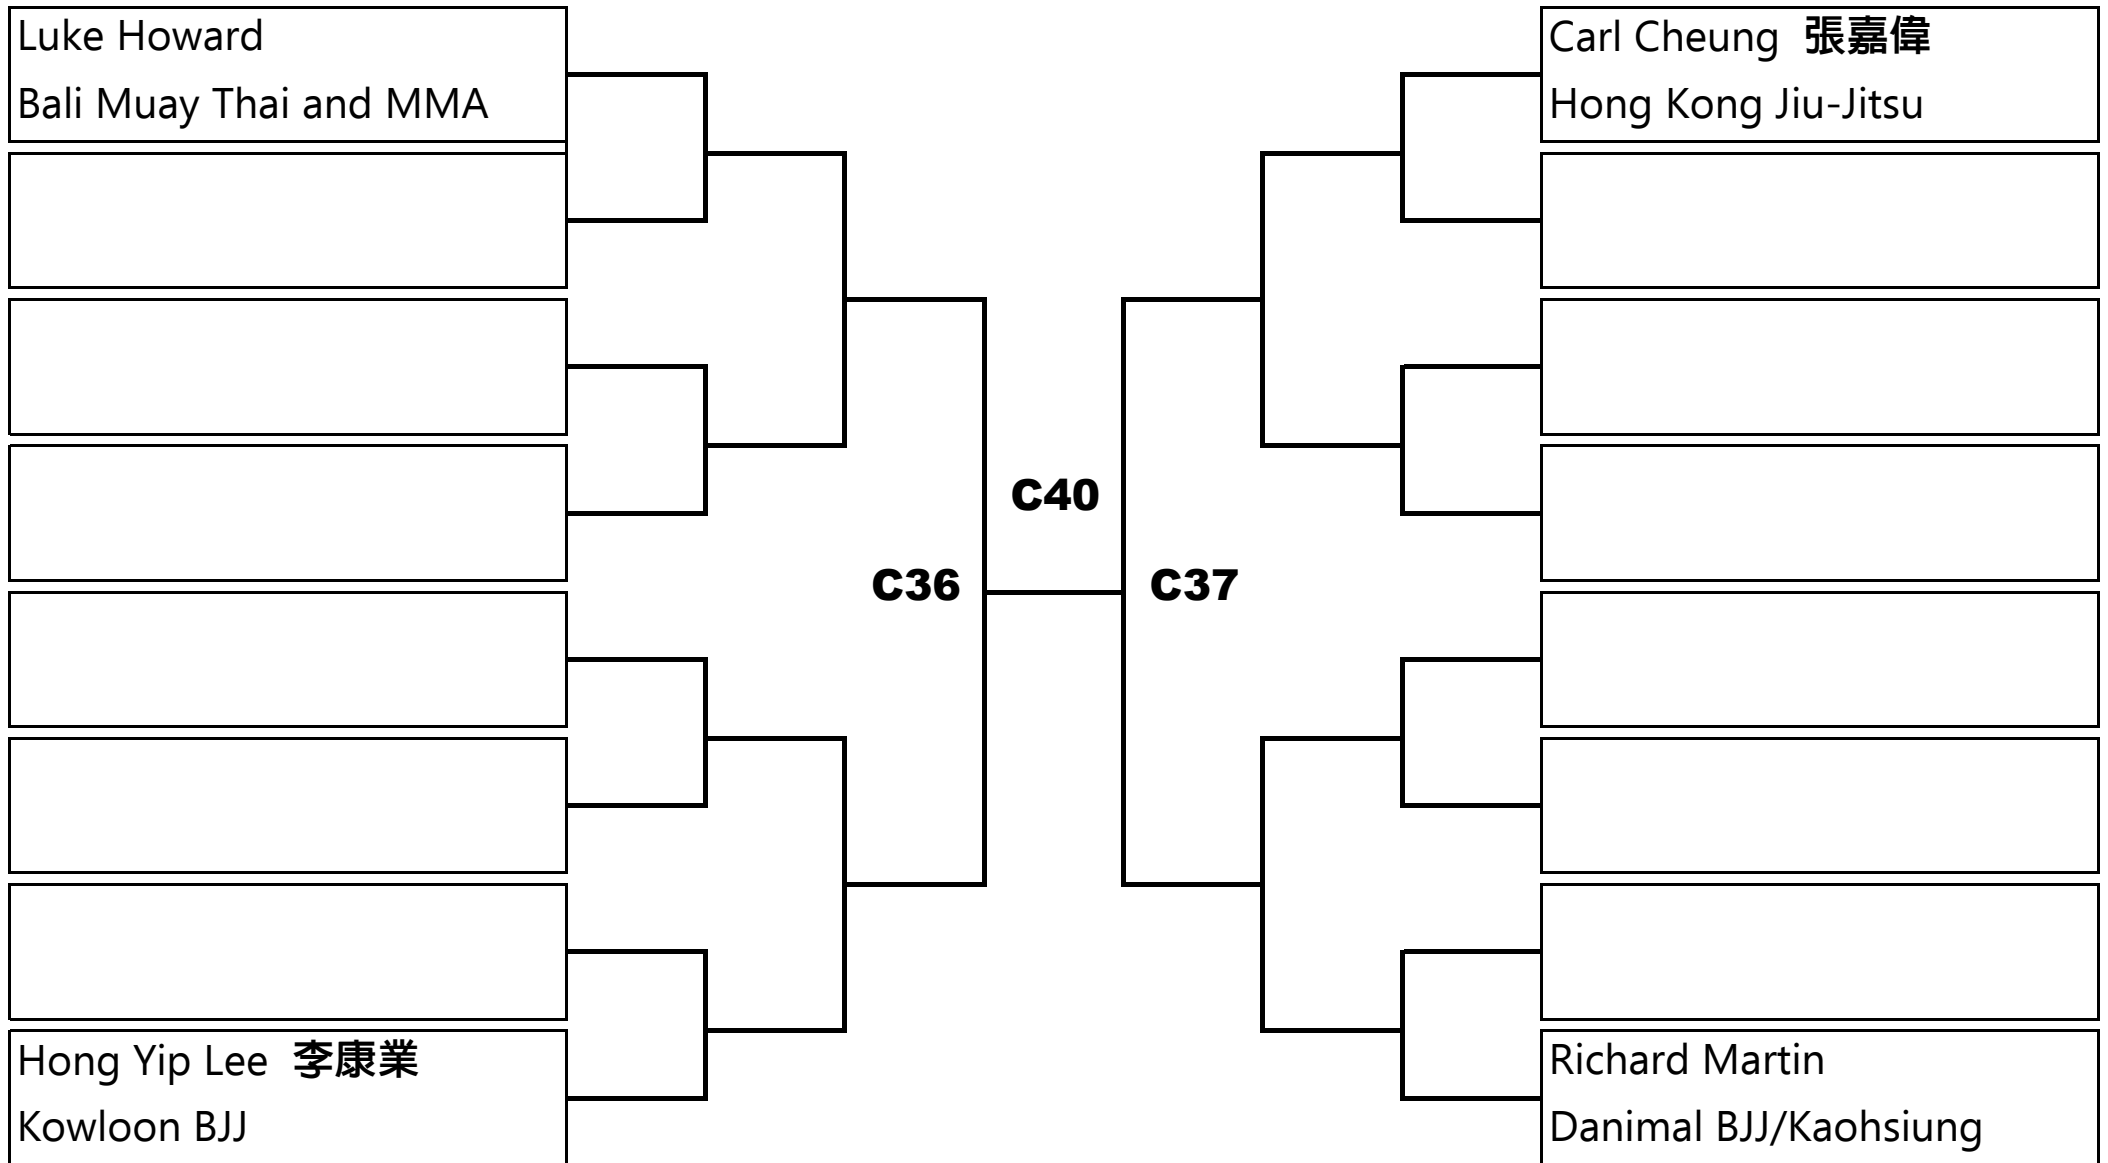 Luke Howard
Bali Muay Thai and MMA
Carl Cheung 張嘉偉
Hong Kong Jiu-Jitsu
C40
C36
C37
Hong Yip Lee 李康業
Kowloon BJJ
Richard Martin
Danimal BJJ/Kaohsiung